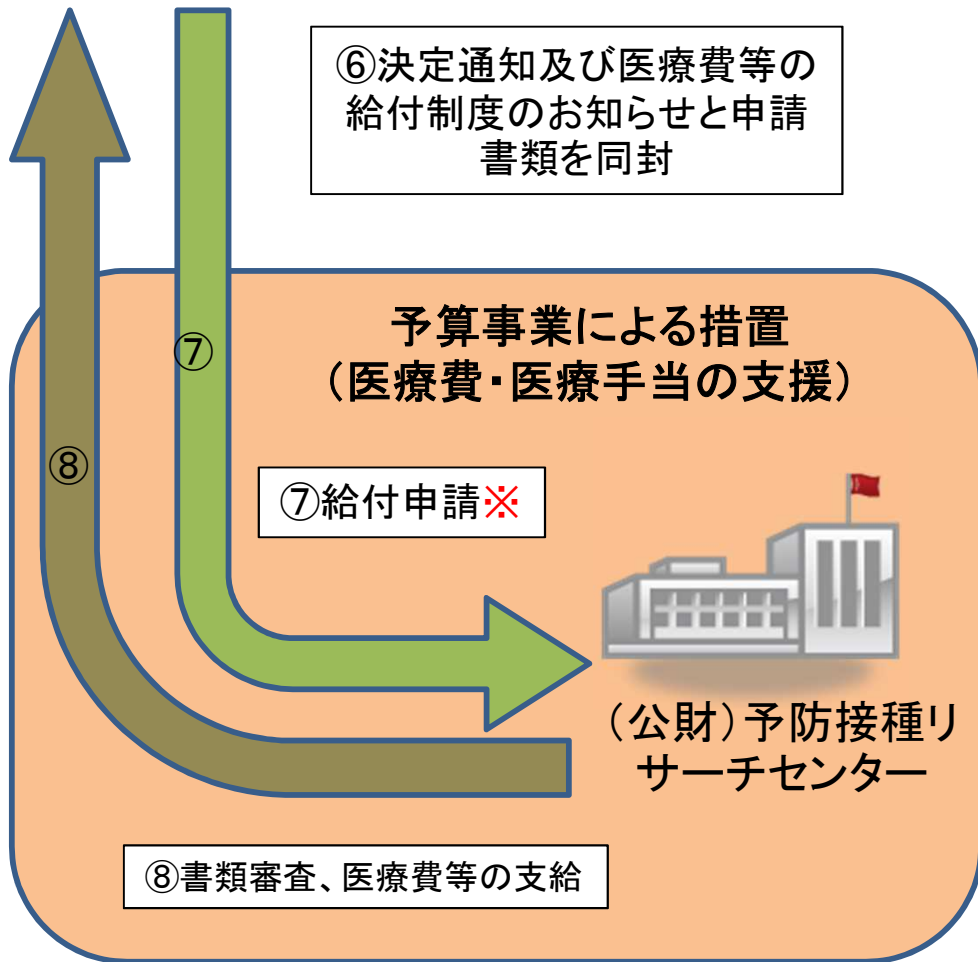 ⑥決定通知及び医療費等の
給付制度のお知らせと申請
書類を同封
予算事業による措置
（医療費・医療手当の支援）
⑦
⑧
⑦給付申請※
（公財）予防接種リ
サーチセンター
⑧書類審査、医療費等の支給